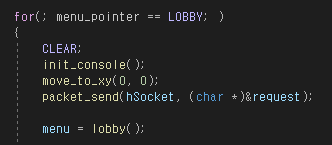 for(; menu_pointer == LOBBY; )
{
CLEAR;
init_console();
move_to_xy(0, 0);
packet_send(hSocket, (char *)&request);
menu = lobby();